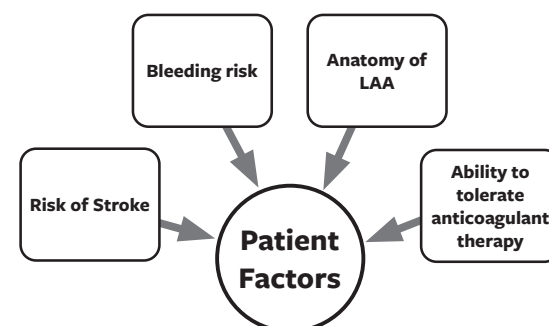 Bleeding risk
Anatomy of
LAA
Risk of Stroke
Ability to
tolerate
anticoagulant
therapy
Patient
Factors